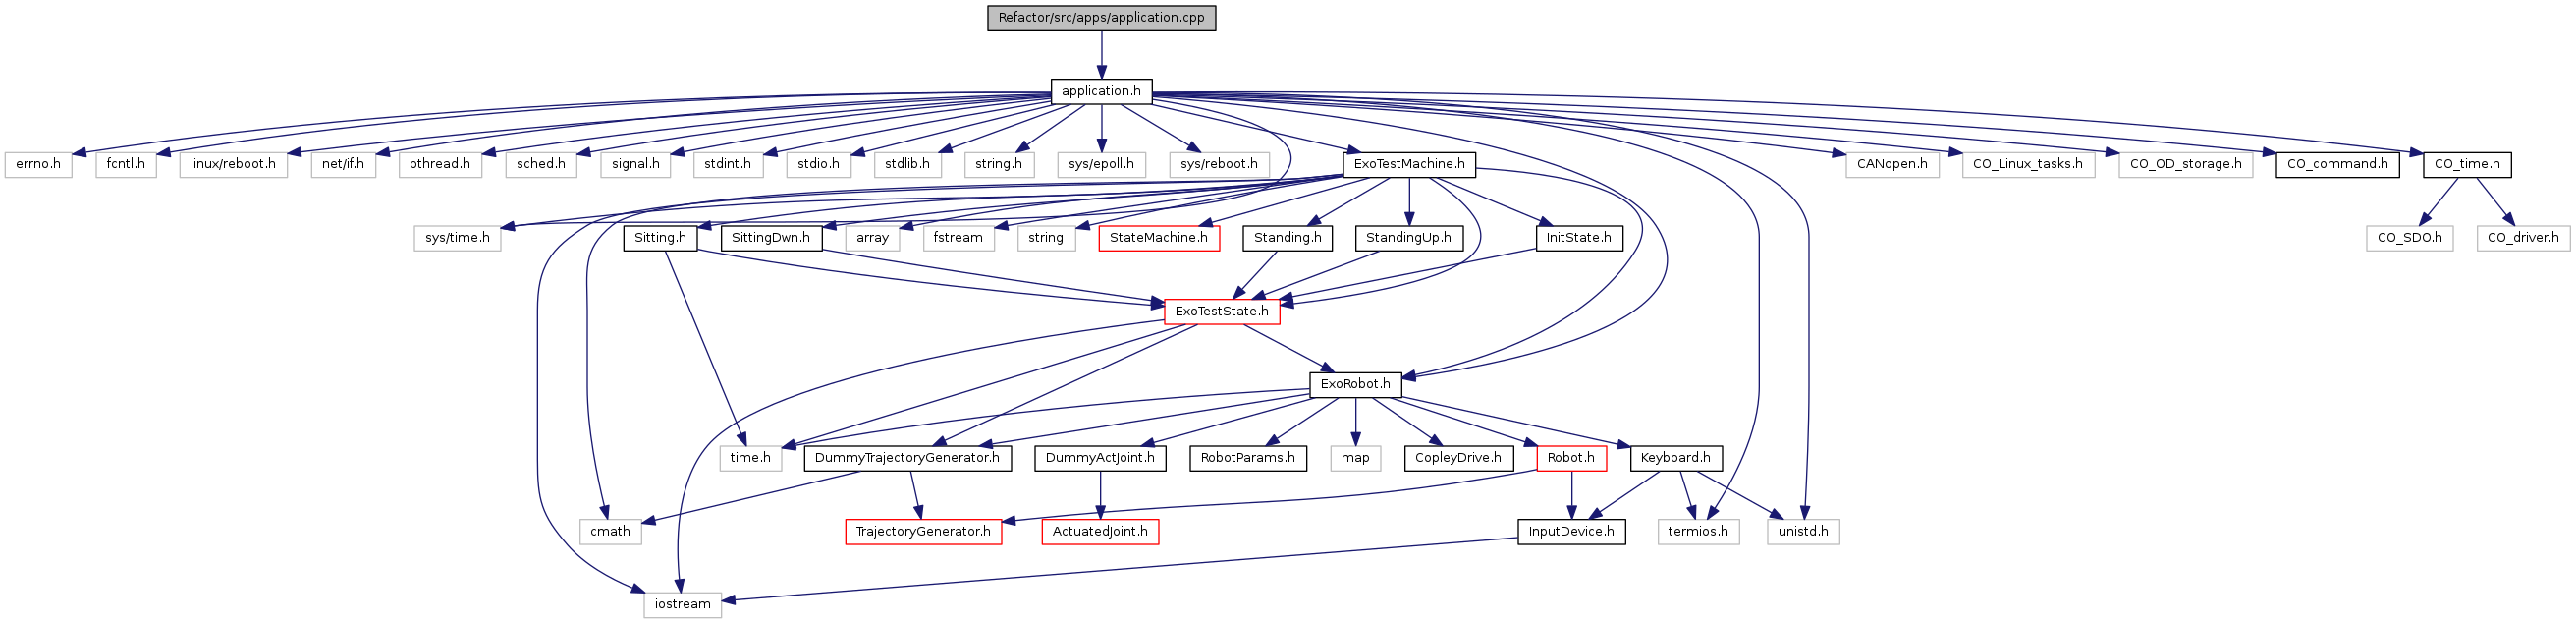 Refactor/src/apps/application.cpp
application.h
errno.h
fcntl.h
linux/reboot.h
net/if.h
pthread.h
sched.h
signal.h
stdint.h
stdio.h
stdlib.h
string.h
sys/epoll.h
sys/reboot.h
ExoTestMachine.h
CANopen.h
CO_Linux_tasks.h
CO_OD_storage.h
CO_command.h
CO_time.h
sys/time.h
Sitting.h
SittingDwn.h
array
fstream
string
StateMachine.h
Standing.h
StandingUp.h
InitState.h
CO_SDO.h
CO_driver.h
ExoTestState.h
ExoRobot.h
time.h
DummyTrajectoryGenerator.h
DummyActJoint.h
RobotParams.h
map
CopleyDrive.h
Robot.h
Keyboard.h
cmath
TrajectoryGenerator.h
ActuatedJoint.h
InputDevice.h
termios.h
unistd.h
iostream